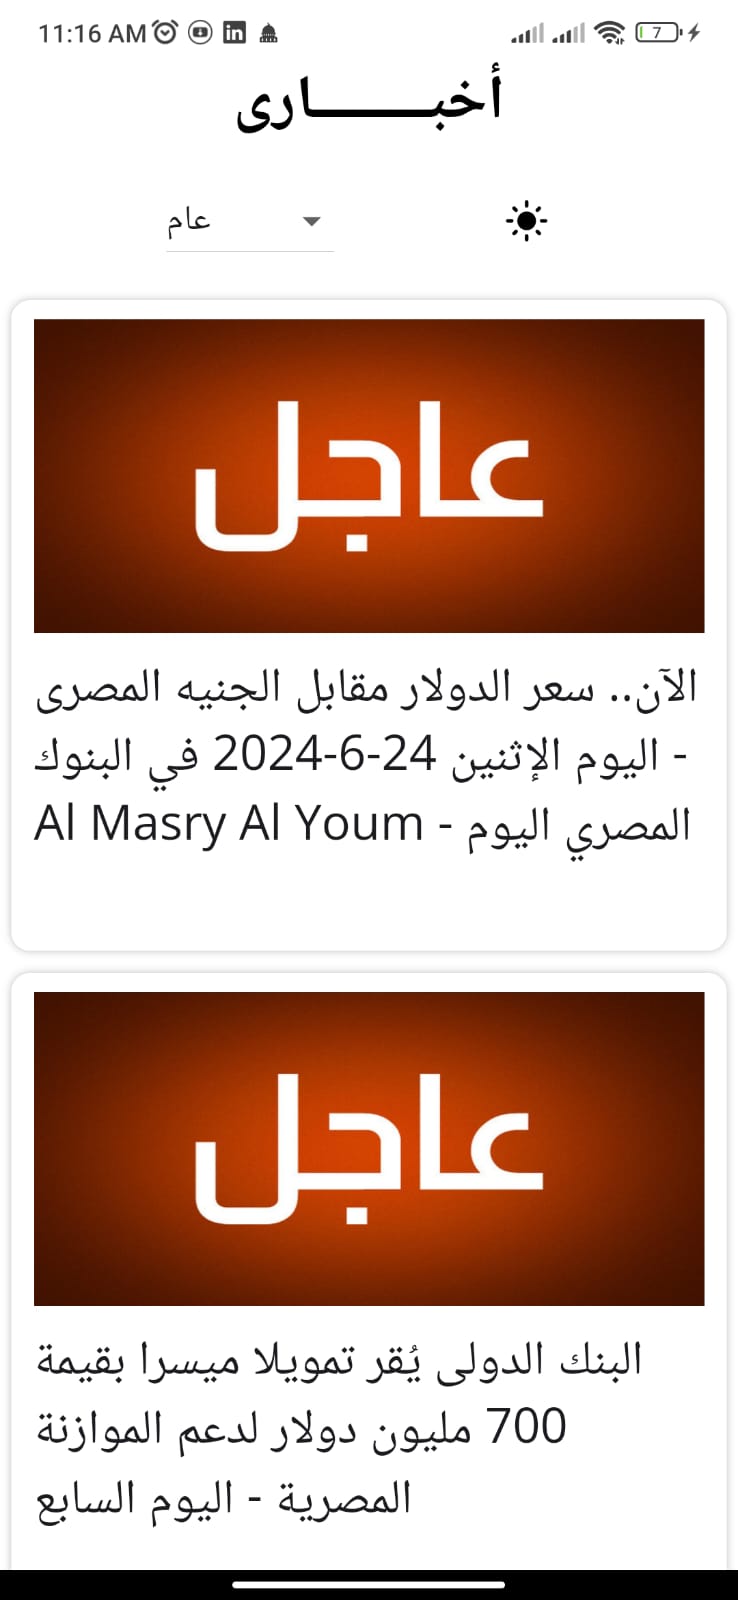 11:16 AM
7
أخبـــــارى
عام
عاجل
الآن.. سعر الدولار مقابل الجنيه المصرى
اليوم الإثنين 24-6-2024 في البنوك -
المصري اليوم - Al Masry Al Youm
عاجل
البنك الدولى يُقر تمويلا ميسرا بقيمة
700 مليون دولار لدعم الموازنة
المصرية - اليوم السابع